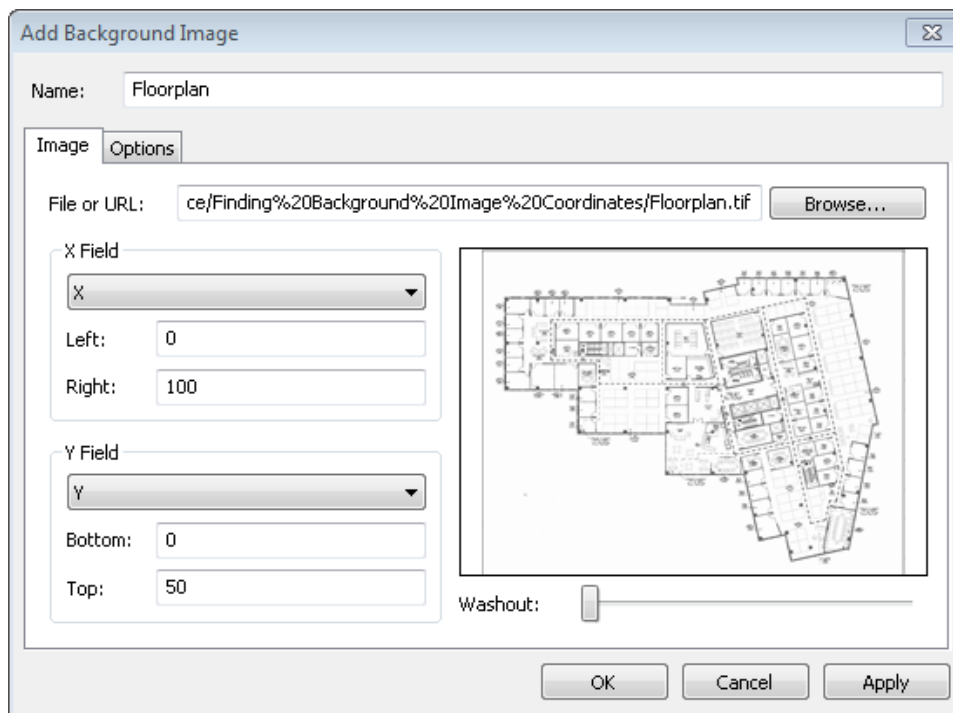 Add Background Image
Name: Floorplan
Image Options
File or URL: ce/Finding%20Background%20Image%20Coordinates/Floorplan.tif Browse...
X Field
X
Left: 0
Right: 100
Y Field
Y
Bottom: 0
Top: 50
Washout:
OK Cancel Apply